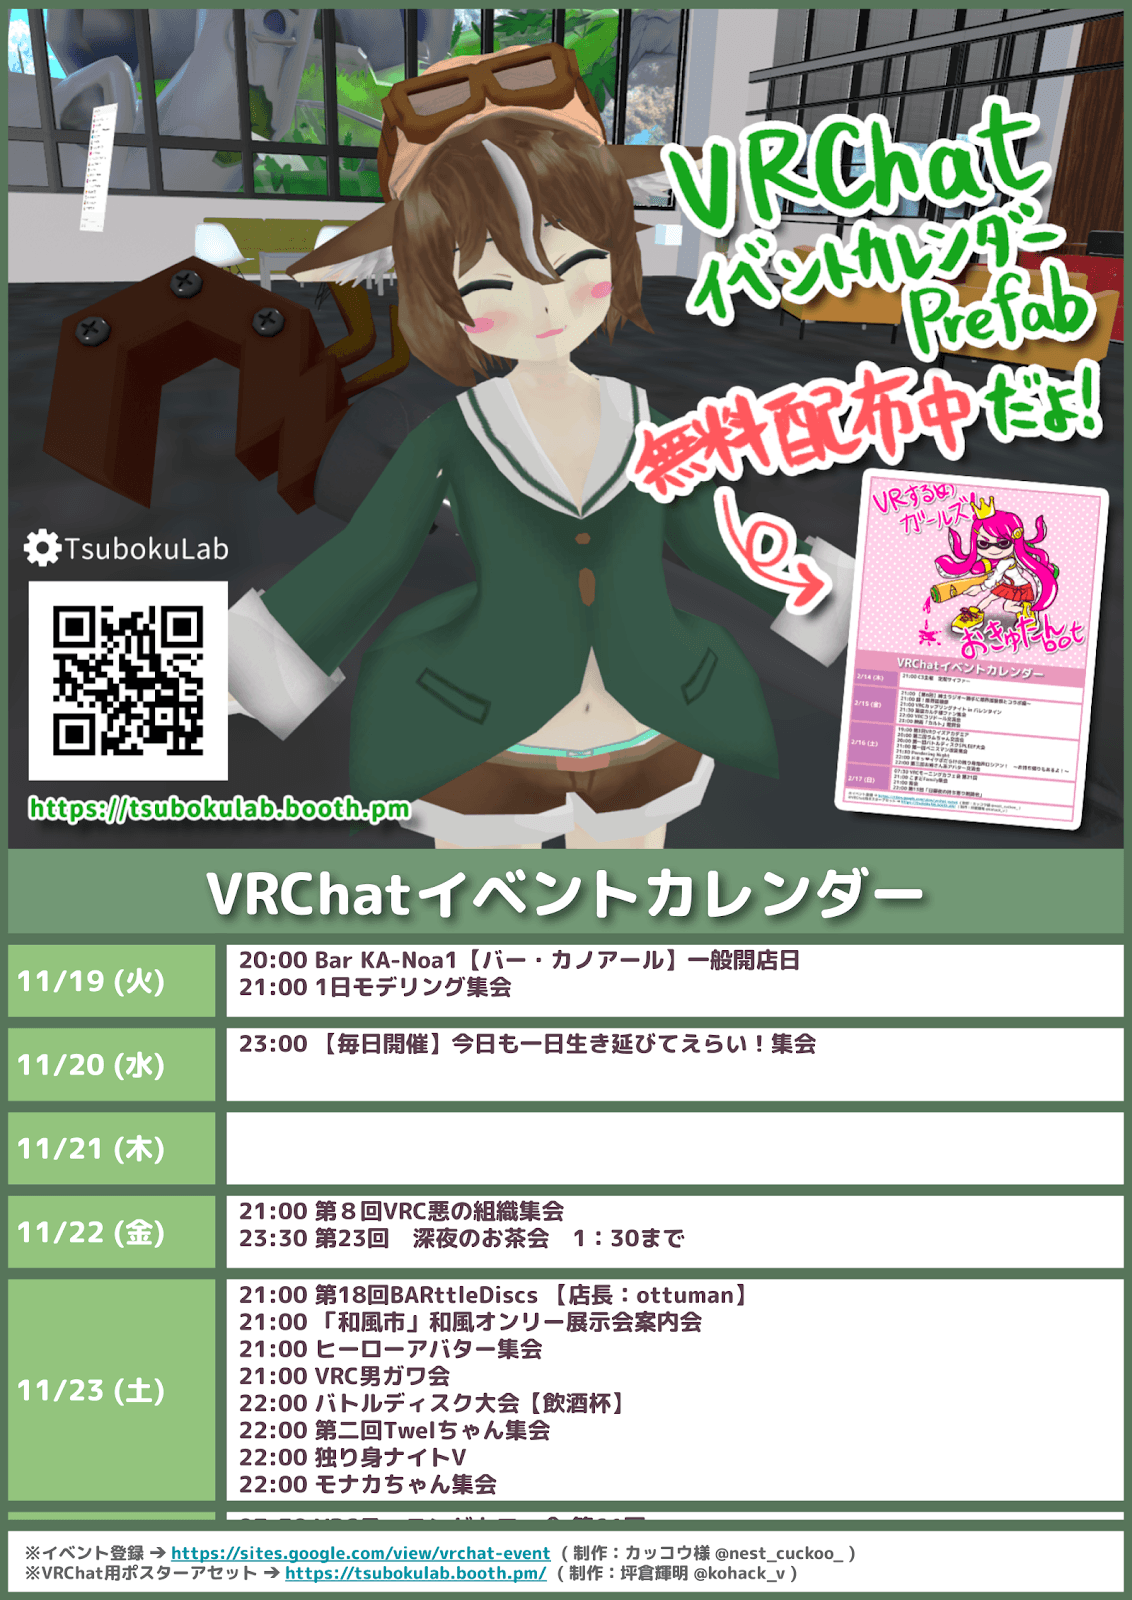 VRChat
イベントカレンダー
Prefab
無料配布中だよ!
TsubokuLab
https://tsubokulab.booth.pm
VRするめ
ガールズ
おきゅたん
bot
VRChatイベントカレンダー
2/14 (木)
2/15 (金)
2/16 (土)
2/17 (日)
VRChatイベントカレンダー
11/19 (火)
20:00 Bar KA-Noa1【バー・カノアール】一般開店日
21:00 1日モデリング集会
11/20 (水)
23:00 【毎日開催】今日も一日生き延びてえらい！集会
11/21 (木)
11/22 (金)
21:00 第８回VRC悪の組織集会
23:30 第23回　深夜のお茶会　1：30まで
11/23 (土)
21:00 第18回BARttleDiscs 【店長：ottuman】
21:00 「和風市」和風オンリー展示会案内会
21:00 ヒーローアバター集会
21:00 VRC男ガワ会
22:00 バトルディスク大会【飲酒杯】
22:00 第二回Twelちゃん集会
22:00 独り身ナイトV
22:00 モナカちゃん集会
※イベント登録 → https://sites.google.com/view/vrchat-event ( 制作：カッコウ様 @nest_cuckoo_ )
※VRChat用ポスターアセット → https://tsubokulab.booth.pm/ ( 制作：坪倉輝明 @kohack_v )